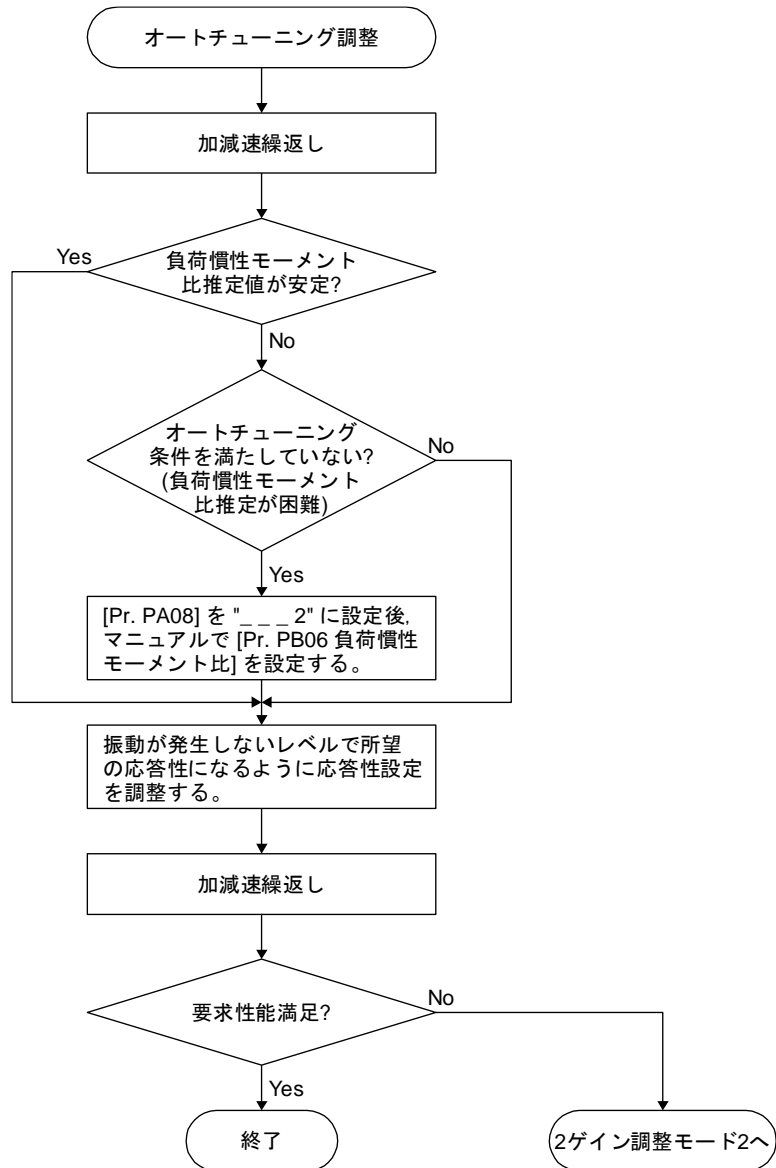 オートチューニング調整
加減速繰返し
Yes
負荷慣性モーメント
比推定値が安定?
No
オートチューニング
条件を満たしていない?
(負荷慣性モーメント
比推定が困難)
No
Yes
[Pr. PA08] を "_ _ _ 2" に設定後,
マニュアルで [Pr. PB06 負荷慣性
モーメント比] を設定する。
振動が発生しないレベルで所望
の応答性になるように応答性設定
を調整する。
加減速繰返し
要求性能満足?
No
Yes
終了
2ゲイン調整モード2へ